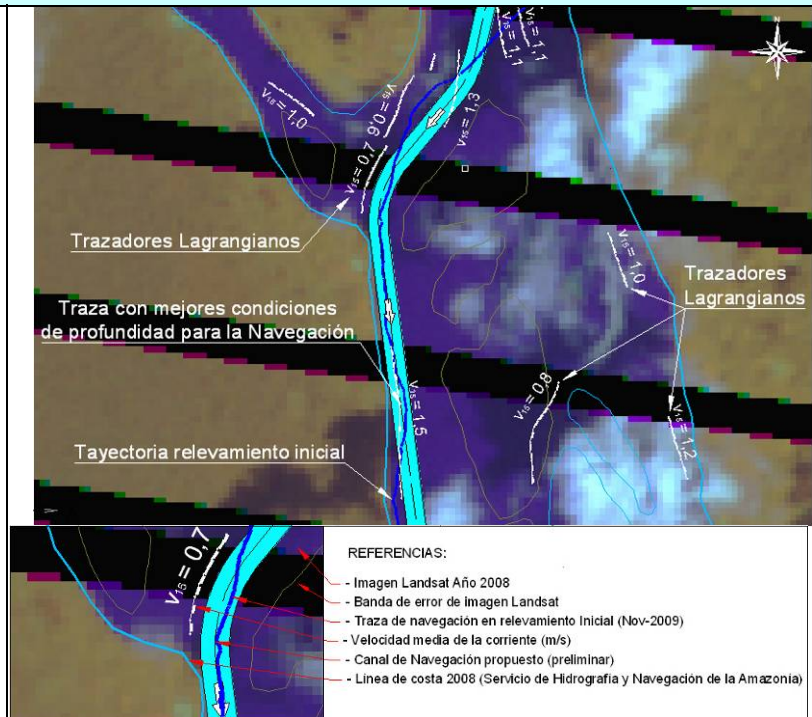 N
V₁₅ = 1,1
V₁₅ = 1,1
V₁₅ = 1,0
V₁₅ = 0,6
V₁₅ = 1,3
V₁₅ = 0,7
Trazadores Lagrangianos
V₁₅ = 1,0
Trazadores
Lagrangianos
Traza con mejores condiciones
de profundidad para la Navegación
V₁₅ = 1,5
V₁₅ = 0,8
V₁₅ = 1,2
Tayectoria relevamiento inicial
V₁₅ = 0,7
REFERENCIAS:
- Imagen Landsat Año 2008
- Banda de error de imagen Landsat
- Traza de navegación en relevamiento Inicial (Nov-2009)
- Velocidad media de la corriente (m/s)
- Canal de Navegación propuesto (preliminar)
- Línea de costa 2008 (Servicio de Hidrografía y Navegación de la Amazonía)